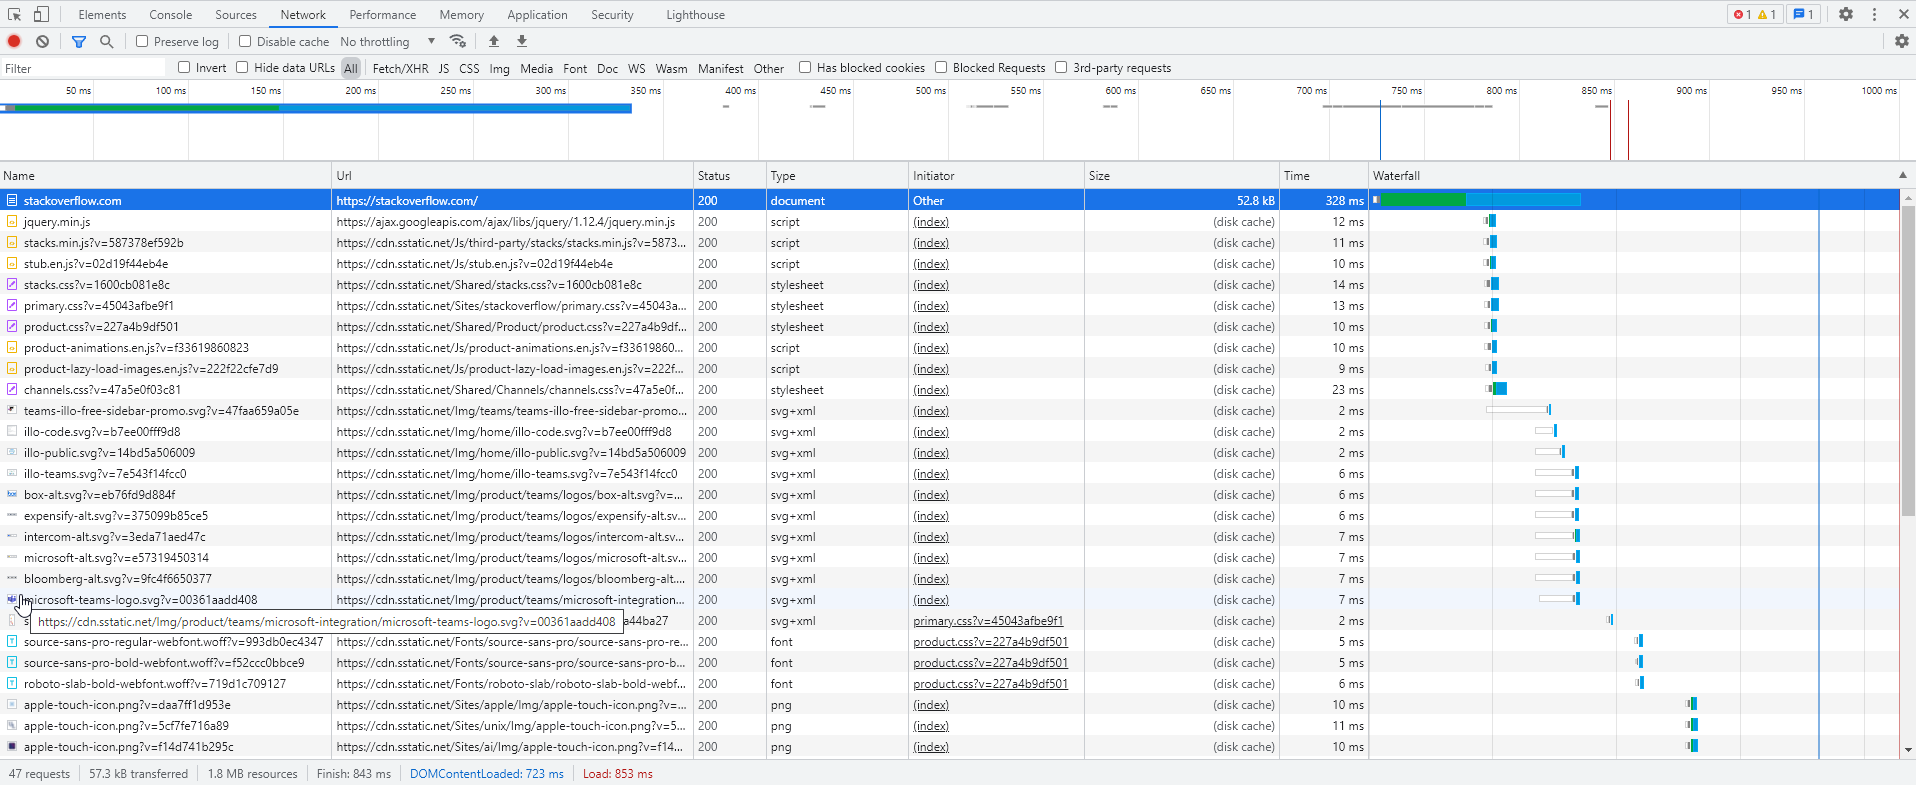 Elements Console Sources Network Performance Memory Application Security Lighthouse 1 1 1
Preserve log Disable cache No throttling
Filter Invert Hide data URLs All Fetch/XHR JS CSS Img Media Font Doc WS Wasm Manifest Other Has blocked cookies Blocked Requests 3rd-party requests
50 ms 100 ms 150 ms 200 ms 250 ms 300 ms 350 ms 400 ms 450 ms 500 ms 550 ms 600 ms 650 ms 700 ms 750 ms 800 ms 850 ms 900 ms 950 ms 1000 ms
Name Url Status Type Initiator Size Time Waterfall
stackoverflow.com https://stackoverflow.com/ 200 document Other 52.8 kB 328 ms
jquery.min.js https://ajax.googleapis.com/ajax/libs/jquery/1.12.4/jquery.min.js 200 script (index) (disk cache) 12 ms
stacks.min.js?v=587378ef592b https://cdn.sstatic.net/Js/third-party/stacks/stacks.min.js?v=5873... 200 script (index) (disk cache) 11 ms
stub.en.js?v=02d19f44eb4e https://cdn.sstatic.net/Js/stub.en.js?v=02d19f44eb4e 200 script (index) (disk cache) 10 ms
stacks.css?v=1600cb081e8c https://cdn.sstatic.net/Shared/stacks.css?v=1600cb081e8c 200 stylesheet (index) (disk cache) 14 ms
primary.css?v=45043afbe9f1 https://cdn.sstatic.net/Sites/stackoverflow/primary.css?v=45043a... 200 stylesheet (index) (disk cache) 13 ms
product.css?v=227a4b9df501 https://cdn.sstatic.net/Shared/Product/product.css?v=227a4b9df... 200 stylesheet (index) (disk cache) 10 ms
product-animations.en.js?v=f33619860823 https://cdn.sstatic.net/Js/product-animations.en.js?v=f33619860... 200 script (index) (disk cache) 10 ms
product-lazy-load-images.en.js?v=222f22cfe7d9 https://cdn.sstatic.net/Js/product-lazy-load-images.en.js?v=222f... 200 script (index) (disk cache) 9 ms
channels.css?v=47a5e0f03c81 https://cdn.sstatic.net/Shared/Channels/channels.css?v=47a5e0f... 200 stylesheet (index) (disk cache) 23 ms
teams-illo-free-sidebar-promo.svg?v=47faa659a05e https://cdn.sstatic.net/Img/teams/teams-illo-free-sidebar-promo... 200 svg+xml (index) (disk cache) 2 ms
illo-code.svg?v=b7ee00fff9d8 https://cdn.sstatic.net/Img/home/illo-code.svg?v=b7ee00fff9d8 200 svg+xml (index) (disk cache) 2 ms
illo-public.svg?v=14bd5a506009 https://cdn.sstatic.net/Img/home/illo-public.svg?v=14bd5a506009 200 svg+xml (index) (disk cache) 2 ms
illo-teams.svg?v=7e543f14fcc0 https://cdn.sstatic.net/Img/home/illo-teams.svg?v=7e543f14fcc0 200 svg+xml (index) (disk cache) 6 ms
box-alt.svg?v=eb76fd9d884f https://cdn.sstatic.net/Img/product/teams/logos/box-alt.svg?v=... 200 svg+xml (index) (disk cache) 6 ms
expensify-alt.svg?v=375099b85ce5 https://cdn.sstatic.net/Img/product/teams/logos/expensify-alt.sv... 200 svg+xml (index) (disk cache) 6 ms
intercom-alt.svg?v=3eda71aed47c https://cdn.sstatic.net/Img/product/teams/logos/intercom-alt.sv... 200 svg+xml (index) (disk cache) 7 ms
microsoft-alt.svg?v=e57319450314 https://cdn.sstatic.net/Img/product/teams/logos/microsoft-alt.sv... 200 svg+xml (index) (disk cache) 7 ms
bloomberg-alt.svg?v=9fc4f6650377 https://cdn.sstatic.net/Img/product/teams/logos/bloomberg-alt.... 200 svg+xml (index) (disk cache) 7 ms
microsoft-teams-logo.svg?v=00361aadd408 https://cdn.sstatic.net/Img/product/teams/microsoft-integration... 200 svg+xml (index) (disk cache) 7 ms
https://cdn.sstatic.net/Img/product/teams/microsoft-integration/microsoft-teams-logo.svg?v=00361aadd408
s a44ba27 200 svg+xml primary.css?v=45043afbe9f1 (disk cache) 2 ms
source-sans-pro-regular-webfont.woff?v=993db0ec4347 https://cdn.sstatic.net/Fonts/source-sans-pro/source-sans-pro-re... 200 font product.css?v=227a4b9df501 (disk cache) 5 ms
source-sans-pro-bold-webfont.woff?v=f52ccc0bbce9 https://cdn.sstatic.net/Fonts/source-sans-pro/source-sans-pro-b... 200 font product.css?v=227a4b9df501 (disk cache) 5 ms
roboto-slab-bold-webfont.woff?v=719d1c709127 https://cdn.sstatic.net/Fonts/roboto-slab/roboto-slab-bold-webf... 200 font product.css?v=227a4b9df501 (disk cache) 6 ms
apple-touch-icon.png?v=daa7ff1d953e https://cdn.sstatic.net/Sites/apple/Img/apple-touch-icon.png?v=... 200 png (index) (disk cache) 10 ms
apple-touch-icon.png?v=5cf7fe716a89 https://cdn.sstatic.net/Sites/unix/Img/apple-touch-icon.png?v=5... 200 png (index) (disk cache) 11 ms
apple-touch-icon.png?v=f14d741b295c https://cdn.sstatic.net/Sites/ai/Img/apple-touch-icon.png?v=f14... 200 png (index) (disk cache) 10 ms
47 requests 57.3 kB transferred 1.8 MB resources Finish: 843 ms DOMContentLoaded: 723 ms Load: 853 ms